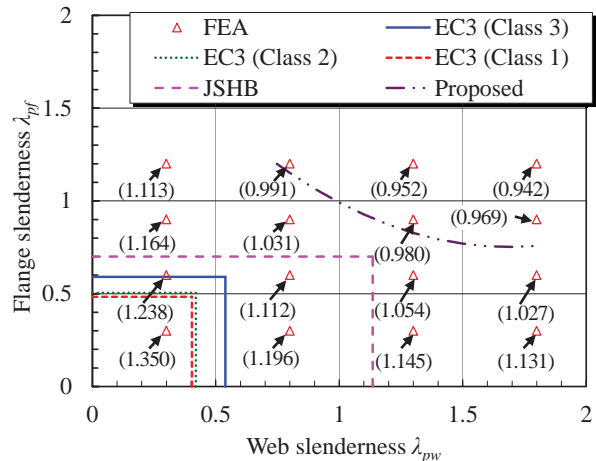 FEA EC3 (Class 3)
EC3 (Class 2) EC3 (Class 1)
JSHB Proposed
2
1.5
1
0.5
0
Flange slenderness λpf
(1.113) (0.991) (0.952) (0.942)
(1.164) (1.031) (0.980) (0.969)
(1.238) (1.112) (1.054) (1.027)
(1.350) (1.196) (1.145) (1.131)
0 0.5 1 1.5 2
Web slenderness λpw